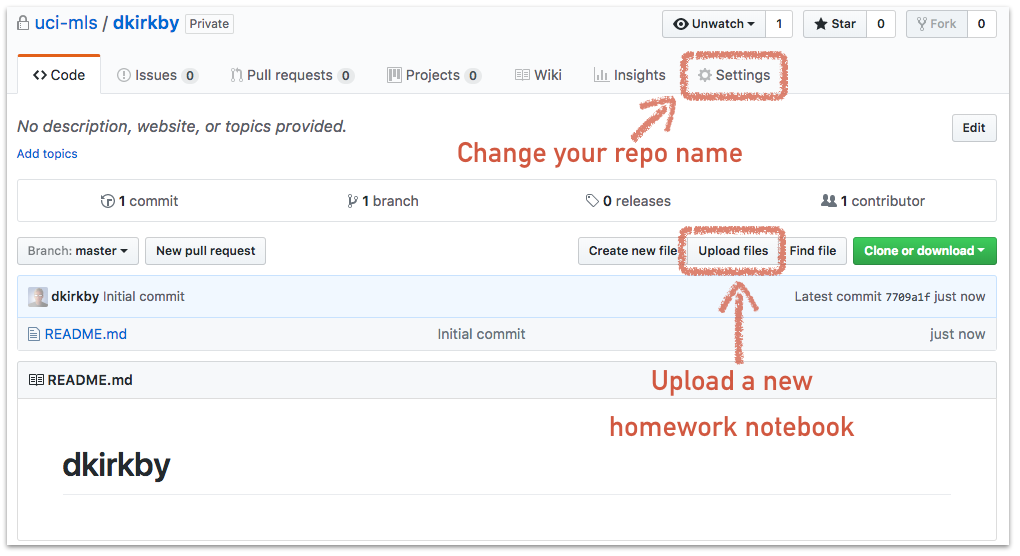 uci-mls / dkirkby Private Unwatch 1 Star 0 Fork 0
Code Issues 0 Pull requests 0 Projects 0 Wiki Insights Settings
No description, website, or topics provided. Edit
Add topics
Change your repo name
1 commit 1 branch 0 releases 1 contributor
Branch: master New pull request Create new file Upload files Find file Clone or download
dkirkby Initial commit Latest commit 7709a1f just now
README.md Initial commit just now
README.md
Upload a new
homework notebook
dkirkby